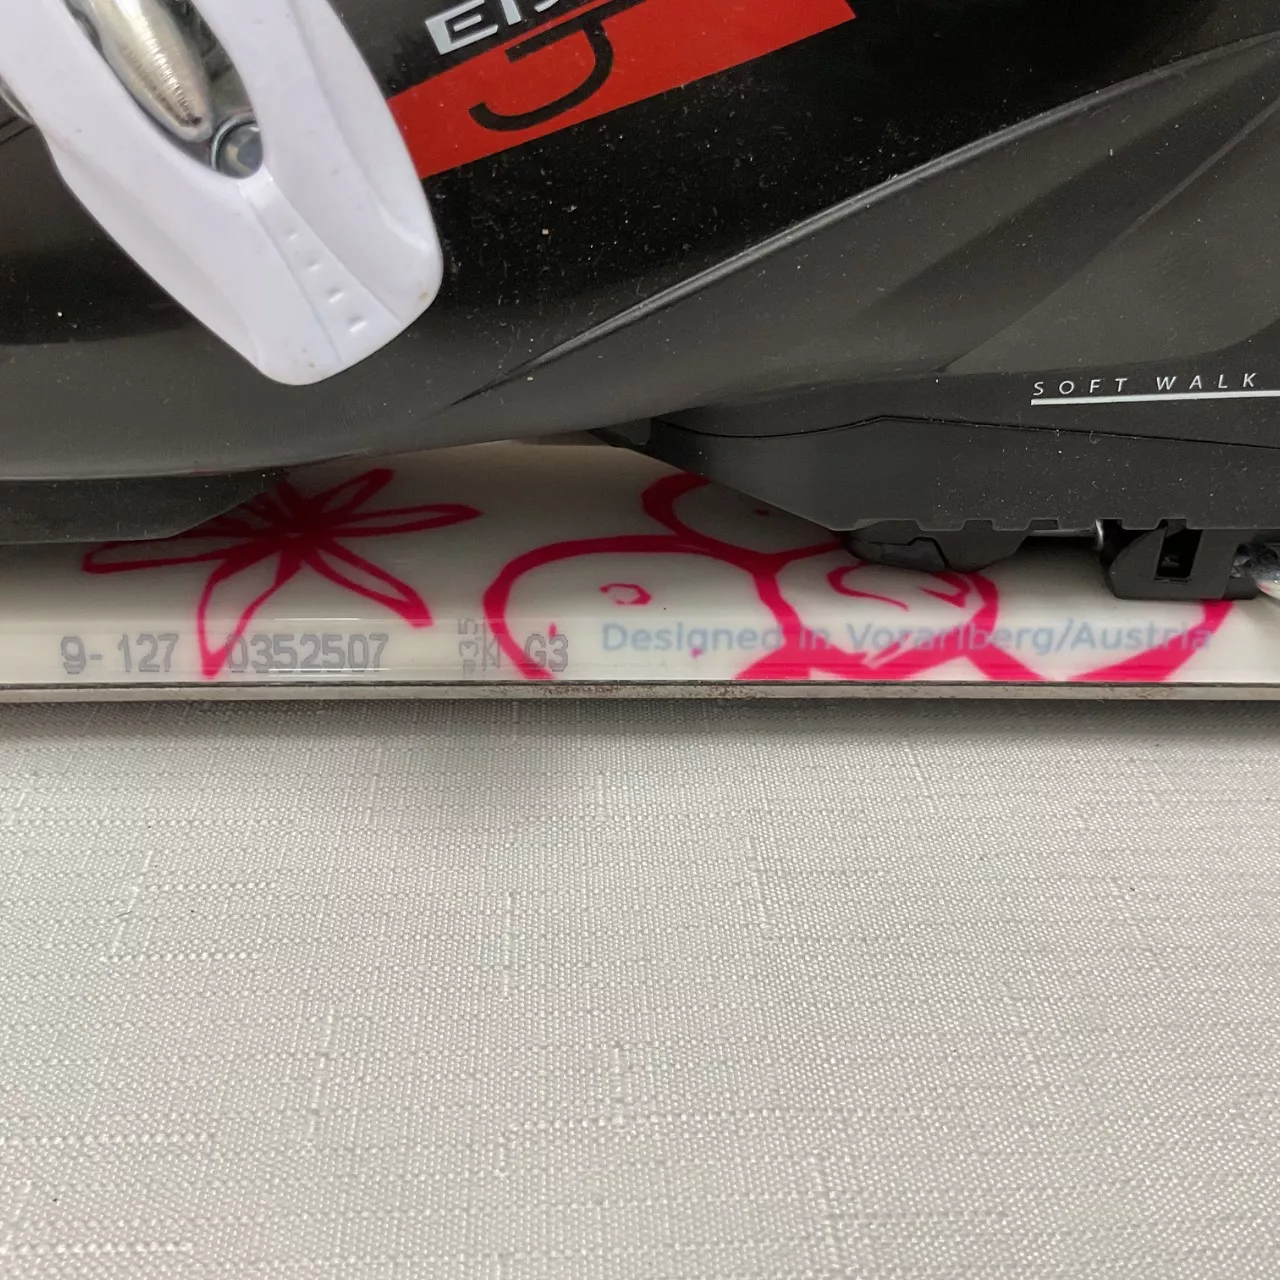 J
SOFT WALK
9-127 0352507 G3 Designed in Vorarlberg/Austria